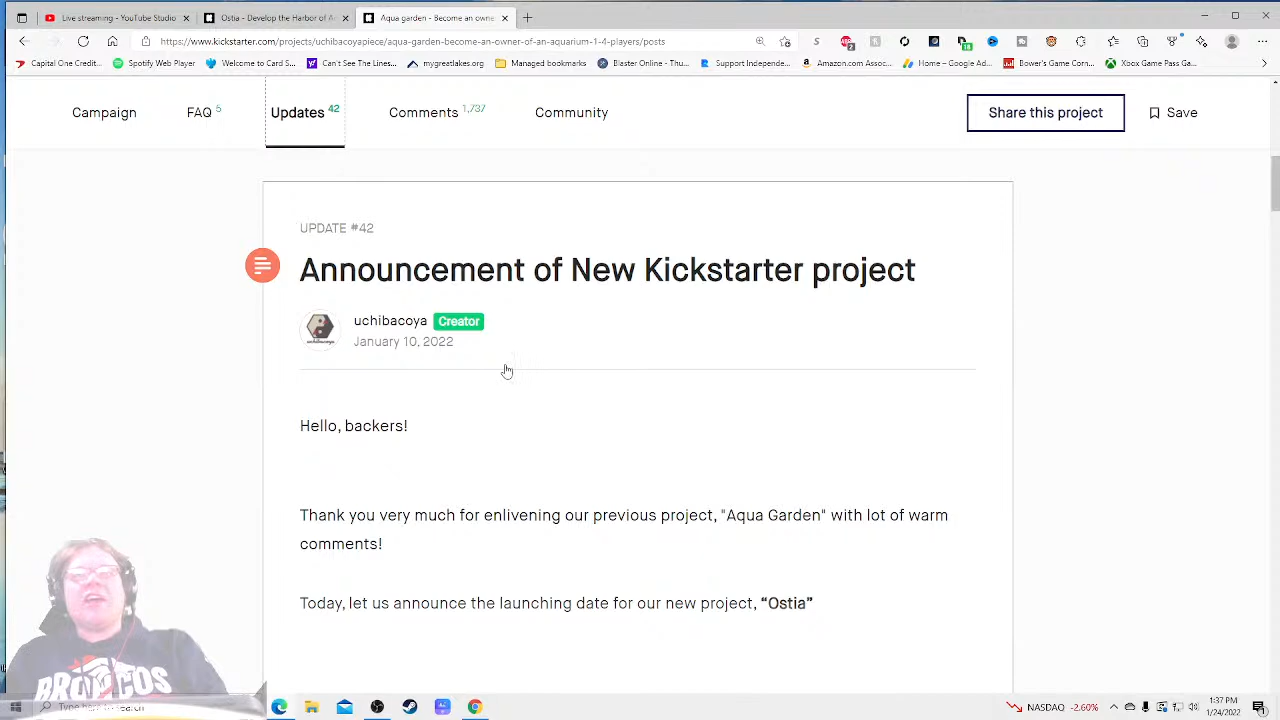 Live streaming - YouTube Studio
Ostia - Develop the Harbor of A
Aqua garden - Become an owne
https://www.kickstarter.com/projects/uchibacoyapiece/aqua-garden-become-an-owner-of-an-aquarium-1-4-players/posts
Capital One Credit...
Spotify Web Player
Welcome to Card S...
Can't See the Lines...
mygreatlakes.org
Managed bookmarks
Blaster Online - Thu...
Support Independe...
Amazon.com Assoc...
Home – Google Ad...
Bower's Game Corn...
Xbox Game Pass Ga...
Campaign
FAQ 5
Updates 42
Comments 1,737
Community
Share this project
Save
UPDATE #42
Announcement of New Kickstarter project
uchibacoya Creator
January 10, 2022
Hello, backers!
Thank you very much for enlivening our previous project, "Aqua Garden" with lot of warm
comments!
Today, let us announce the launching date for our new project, “Ostia”
BRONCOS
Type here to search
NASDAQ -2.60%
1:37 PM
1/24/2022